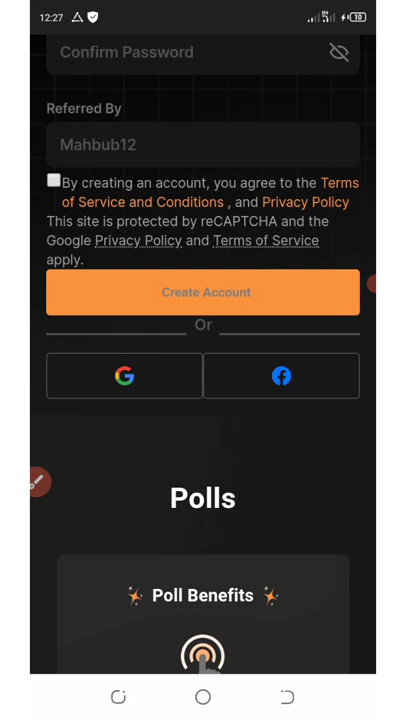 12:27
10
Confirm Password
Referred By
Mahbub12
By creating an account, you agree to the Terms
of Service and Conditions , and Privacy Policy
This site is protected by reCAPTCHA and the
Google Privacy Policy and Terms of Service
apply.
Create Account
Or
Polls
Poll Benefits